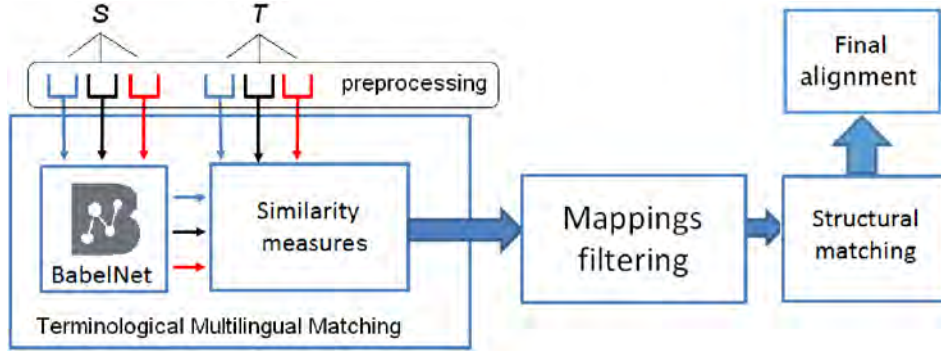 S
T
preprocessing
BabelNet
Similarity
measures
Terminological Multilingual Matching
Mappings
filtering
Structural
matching
Final
alignment